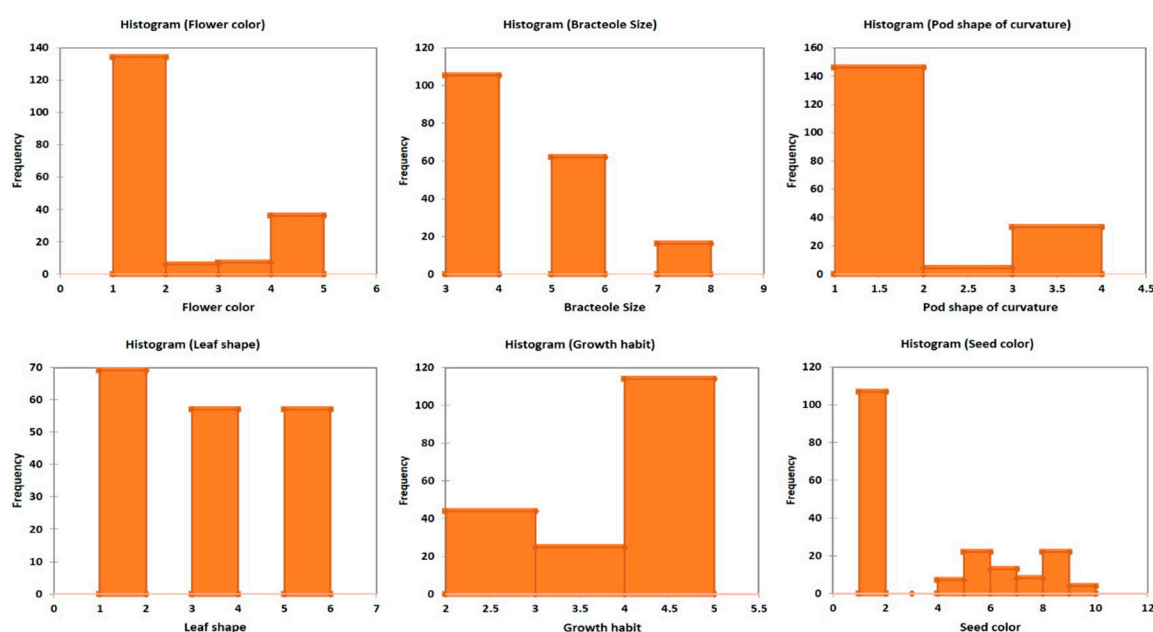 Histogram (Flower color)
140
120
100
80
60
40
20
0
Frequency
0 1 2 3 4 5 6
Flower color
Histogram (Bracteole Size)
120
100
80
60
40
20
0
Frequency
3 4 5 6 7 8 9
Bracteole Size
Histogram (Pod shape of curvature)
160
140
120
100
80
60
40
20
0
Frequency
1 1.5 2 2.5 3 3.5 4 4.5
Pod shape of curvature
Histogram (Leaf shape)
70
60
50
40
30
20
10
0
Frequency
0 1 2 3 4 5 6 7
Leaf shape
Histogram (Growth habit)
140
120
100
80
60
40
20
0
Frequency
2 2.5 3 3.5 4 4.5 5 5.5
Growth habit
Histogram (Seed color)
120
100
80
60
40
20
0
Frequency
0 2 4 6 8 10 12
Seed color